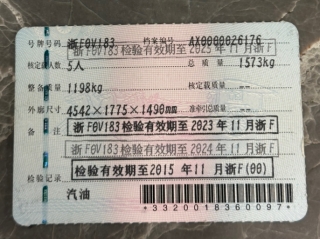 号牌号码 浙F0V183 档案编号 AX0000026176
浙F0V183检验有效期至2025年11月浙F
核定载人数 5人 总质量 1573kg
整备质量 1198kg 核定载质量
外廓尺寸 4542×1775×1490mm 准牵引总质量
备注 浙F0V183检验有效期至2023年11月浙F
浙F0V183检验有效期至2024年11月浙F
检验有效期至2015年11月浙F(00)
检验记录
汽油
*3320018360097*